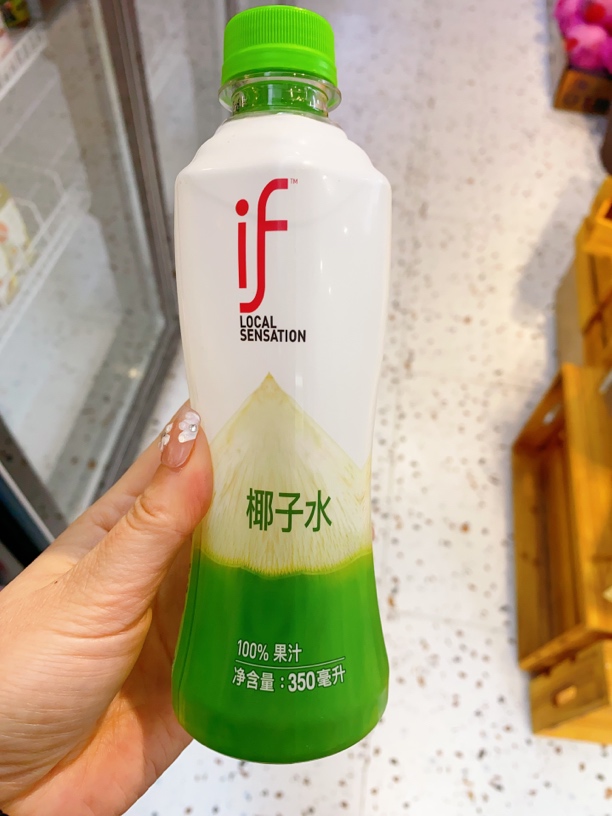 if™
LOCAL
SENSATION
椰子水
100% 果汁
净含量：350毫升